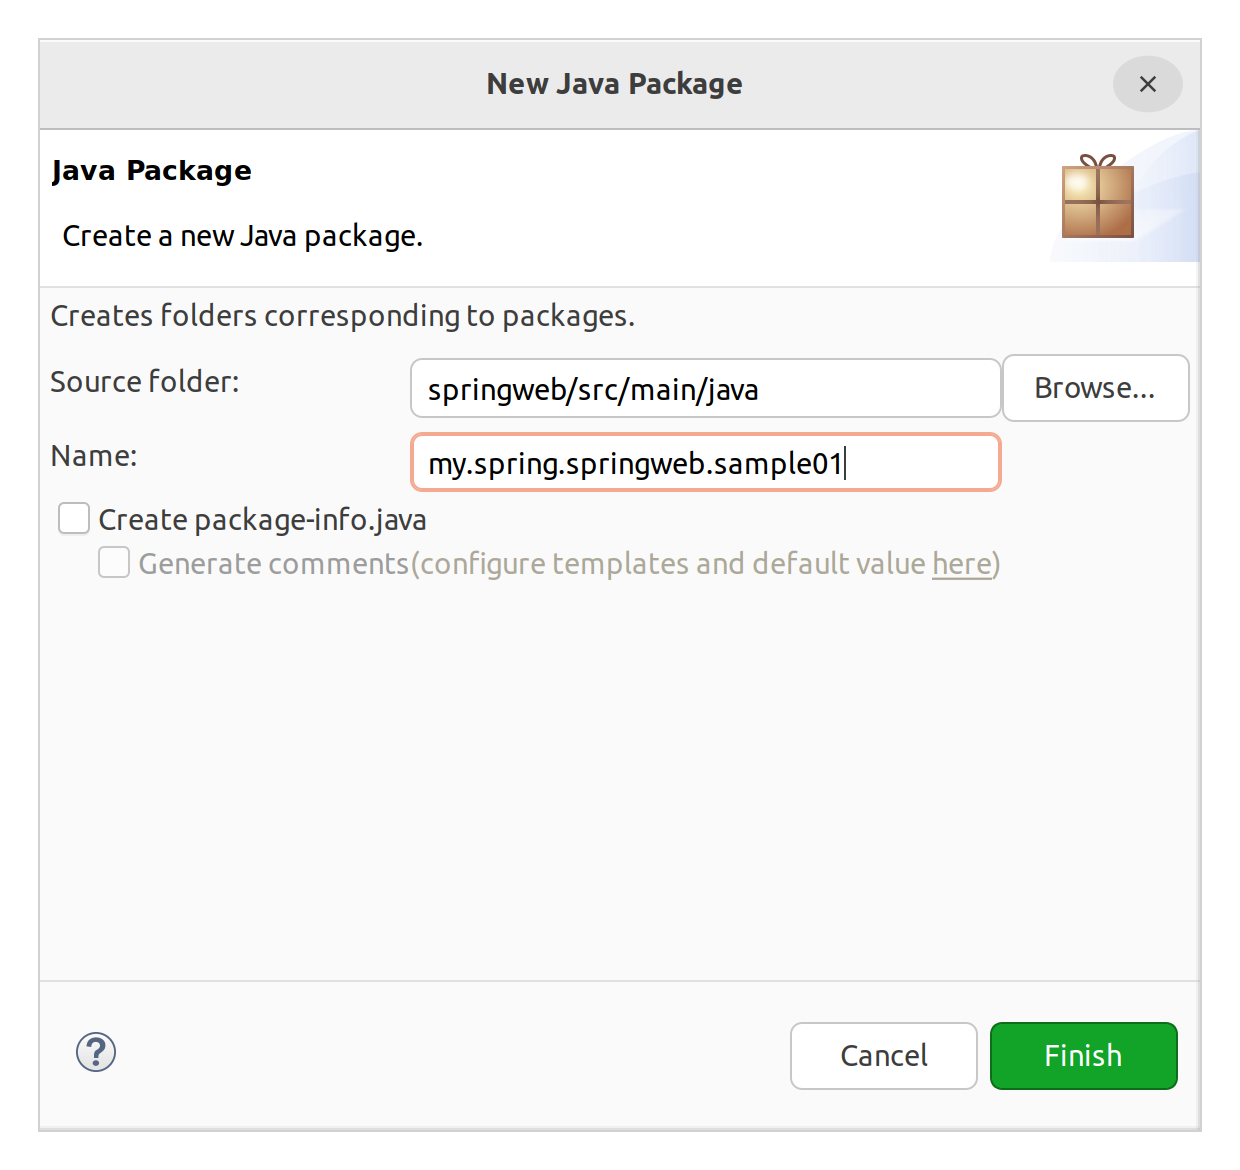 New Java Package
Java Package
Create a new Java package.
Creates folders corresponding to packages.
Source folder: springweb/src/main/java Browse...
Name: my.spring.springweb.sample01
Create package-info.java
Generate comments(configure templates and default value here)
? Cancel Finish